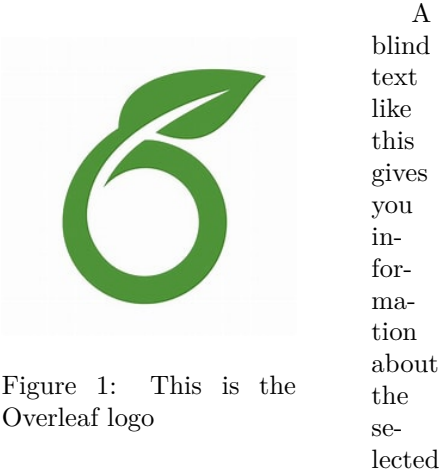 Figure 1: This is the
Overleaf logo
A
blind
text
like
this
gives
you
in-
for-
ma-
tion
about
the
se-
lected